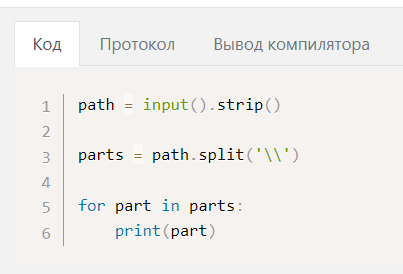 Код Протокол Вывод компилятора
1 path = input().strip()
2
3 parts = path.split('\\')
4
5 for part in parts:
6     print(part)